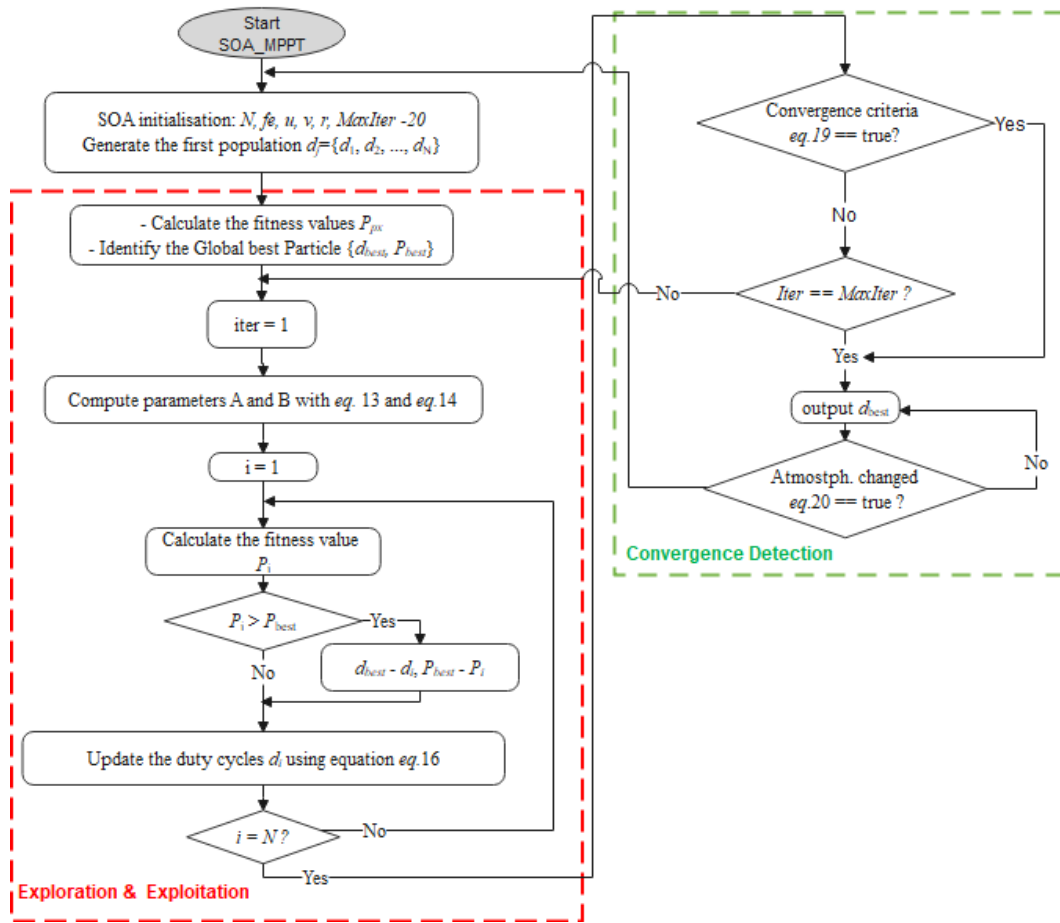 Start
SOA_MPPT
SOA initialisation: N, fe, u, v, r, MaxIter -20
Generate the first population dj={d1, d2, ..., dN}
- Calculate the fitness values Ppx
- Identify the Global best Particle {dbest, Pbest}
iter = 1
Compute parameters A and B with eq. 13 and eq.14
i = 1
Calculate the fitness value
Pi
Pi > Pbest
Yes
No
dbest - di, Pbest - Pi
Update the duty cycles di using equation eq.16
i = N?
No
Yes
Exploration & Exploitation
Convergence criteria
eq.19 == true?
Yes
No
Iter == MaxIter ?
No
Yes
output dbest
Atmostph. changed
eq.20 == true ?
No
Convergence Detection